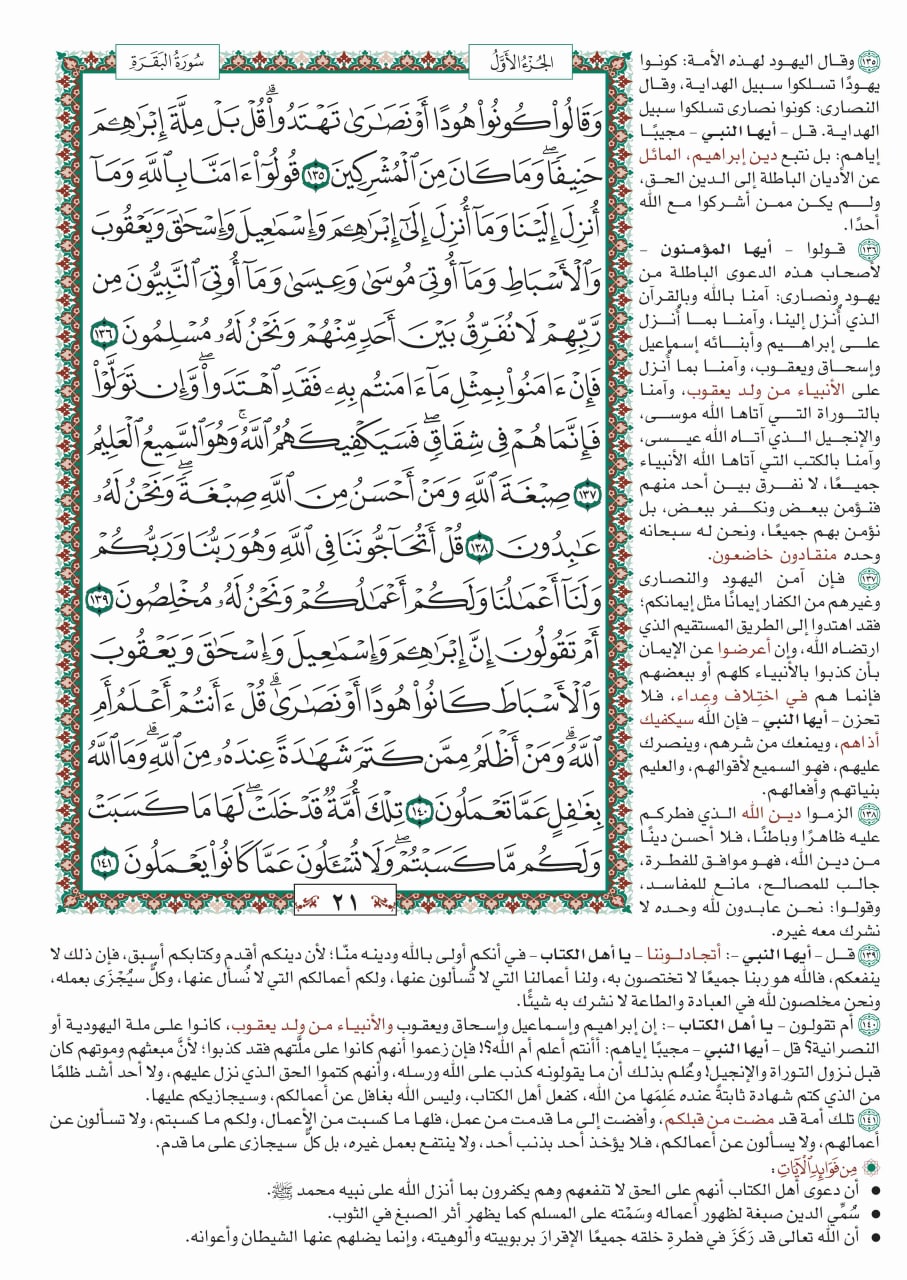 سُورَةُ البَقَرَةِ
الجُزْءُ الأَوَّلُ
وَقَالُواْ كُونُواْ هُودًا أَوْ نَصَٰرَىٰ تَهْتَدُواْۗ قُلْ بَلْ مِلَّةَ إِبْرَٰهِـۧمَ
حَنِيفٗاۖ وَمَا كَانَ مِنَ ٱلْمُشْرِكِينَ ١٣٥ قُولُوٓاْ ءَامَنَّا بِٱللَّهِ وَمَآ
أُنزِلَ إِلَيْنَا وَمَآ أُنزِلَ إِلَىٰٓ إِبْرَٰهِـۧمَ وَإِسْمَٰعِيلَ وَإِسْحَٰقَ وَيَعْقُوبَ
وَٱلْأَسْبَاطِ وَمَآ أُوتِيَ مُوسَىٰ وَعِيسَىٰ وَمَآ أُوتِيَ ٱلنَّبِيُّونَ مِن
رَّبِّهِمْ لَا نُفَرِّقُ بَيْنَ أَحَدٖ مِّنْهُمْ وَنَحْنُ لَهُۥ مُسْلِمُونَ ١٣٦
فَإِنْ ءَامَنُواْ بِمِثْلِ مَآ ءَامَنتُم بِهِۦ فَقَدِ ٱهْتَدَواْۖ وَّإِن تَوَلَّوْاْ
فَإِنَّمَا هُمْ فِي شِقَاقٖۖ فَسَيَكْفِيكَهُمُ ٱللَّهُۚ وَهُوَ ٱلسَّمِيعُ ٱلْعَلِيمُ
١٣٧ صِبْغَةَ ٱللَّهِ وَمَنْ أَحْسَنُ مِنَ ٱللَّهِ صِبْغَةٗۖ وَنَحْنُ لَهُۥ
عَٰبِدُونَ ١٣٨ قُلْ أَتُحَآجُّونَنَا فِي ٱللَّهِ وَهُوَ رَبُّنَا وَرَبُّكُمْ
وَلَنَآ أَعْمَٰلُنَا وَلَكُمْ أَعْمَٰلُكُمْ وَنَحْنُ لَهُۥ مُخْلِصُونَ ١٣٩
أَمْ تَقُولُونَ إِنَّ إِبْرَٰهِـۧمَ وَإِسْمَٰعِيلَ وَإِسْحَٰقَ وَيَعْقُوبَ
وَٱلْأَسْبَاطَ كَانُواْ هُودًا أَوْ نَصَٰرَىٰۗ قُلْ ءَأَنتُمْ أَعْلَمُ أَمِ
ٱللَّهُۗ وَمَنْ أَظْلَمُ مِمَّن كَتَمَ شَهَٰدَةً عِندَهُۥ مِنَ ٱللَّهِۗ وَمَا ٱللَّهُ
بِغَٰفِلٍ عَمَّا تَعْمَلُونَ ١٤٠ تِلْكَ أُمَّةٞ قَدْ خَلَتْۖ لَهَا مَا كَسَبَتْ
وَلَكُم مَّا كَسَبْتُمْۖ وَلَا تُسْـَٔلُونَ عَمَّا كَانُواْ يَعْمَلُونَ ١٤١
٢١
١٣٥ وقال اليهود لهذه الأمة: كونوا
يهودًا تسلكوا سبيل الهداية، وقال
النصارى: كونوا نصارى تسلكوا سبيل
الهداية. قل - أيها النبي - مجيبًا
إياهم: بل نتبع دين إبراهيم، المائل
عن الأديان الباطلة إلى الدين الحق،
ولم يكن ممن أشركوا مع الله
أحدًا.
١٣٦ قولوا - أيها المؤمنون -
لأصحاب هذه الدعوى الباطلة من
يهود ونصارى: آمنا بالله وبالقرآن
الذي أُنزل إلينا، وآمنا بما أُنزل
على إبراهيم وأبنائه إسماعيل
وإسحاق ويعقوب، وآمنا بما أُنزل
على الأنبياء من ولد يعقوب، وآمنا
بالتوراة التي آتاها الله موسى،
والإنجيل الذي آتاه الله عيسى،
وآمنا بالكتب التي آتاها الله الأنبياء
جميعًا، لا نفرق بين أحد منهم
فنؤمن ببعض ونكفر ببعض، بل
نؤمن بهم جميعًا، ونحن له سبحانه
وحده منقادون خاضعون.
١٣٧ فإن آمن اليهود والنصارى
وغيرهم من الكفار إيمانًا مثل إيمانكم؛
فقد اهتدوا إلى الطريق المستقيم الذي
ارتضاه الله، وإن أعرضوا عن الإيمان
بأن كذبوا بالأنبياء كلهم أو ببعضهم
فإنما هم في اختلاف وعداء، فلا
تحزن - أيها النبي - فإن الله سيكفيك
أذاهم، ويمنعك من شرهم، وينصرك
عليهم، فهو السميع لأقوالهم، والعليم
بنياتهم وأفعالهم.
١٣٨ الزموا دين الله الذي فطركم
عليه ظاهرًا وباطنًا، فلا أحسن دينًا
من دين الله، فهو موافق للفطرة،
جالب للمصالح، مانع للمفاسد،
وقولوا: نحن عابدون لله وحده لا
نشرك معه غيره.
١٣٩ قل - أيها النبي -: أتجادلوننا - يا أهل الكتاب - في أنكم أولى بالله ودينه منّا؛ لأن دينكم أقدم وكتابكم أسبق، فإن ذلك لا
ينفعكم، فالله هو ربنا جميعًا لا تختصون به، ولنا أعمالنا التي لا تُسألون عنها، ولكم أعمالكم التي لا نُسأل عنها، وكلٌّ سيُجْزَى بعمله،
ونحن مخلصون لله في العبادة والطاعة لا نشرك به شيئًا.
١٤٠ أم تقولون - يا أهل الكتاب -: إن إبراهيم وإسماعيل وإسحاق ويعقوب والأنبياء من ولد يعقوب، كانوا على ملة اليهودية أو
النصرانية؟ قل - أيها النبي - مجيبًا إياهم: أأنتم أعلم أم الله؟! فإن زعموا أنهم كانوا على ملَّتهم فقد كذبوا؛ لأنَّ مبعثهم وموتهم كان
قبل نزول التوراة والإنجيل! وعُلم بذلك أن ما يقولونه كذب على الله ورسله، وأنهم كتموا الحق الذي نزل عليهم، ولا أحد أشد ظلمًا
من الذي كتم شهادة ثابتةً عنده عَلِمَها من الله، كفعل أهل الكتاب، وليس الله بغافل عن أعمالكم، وسيجازيكم عليها.
١٤١ تلك أمة قد مضت من قبلكم، وأفضت إلى ما قدمت من عمل، فلها ما كسبت من الأعمال، ولكم ما كسبتم، ولا تسألون عن
أعمالهم، ولا يسألون عن أعمالكم، فلا يؤخذ أحد بذنب أحد، ولا ينتفع بعمل غيره، بل كلٌّ سيجازى على ما قدم.
مِن فَوَائِدِ الآيَاتِ:
• أن دعوى أهل الكتاب أنهم على الحق لا تنفعهم وهم يكفرون بما أنزل الله على نبيه محمد ﷺ.
• سُمِّي الدين صبغة لظهور أعماله وسَمْته على المسلم كما يظهر أثر الصبغ في الثوب.
• أن الله تعالى قد رَكَزَ في فطرةِ خلقه جميعًا الإقرارَ بربوبيته وألوهيته، وإنما يضلهم عنها الشيطان وأعوانه.